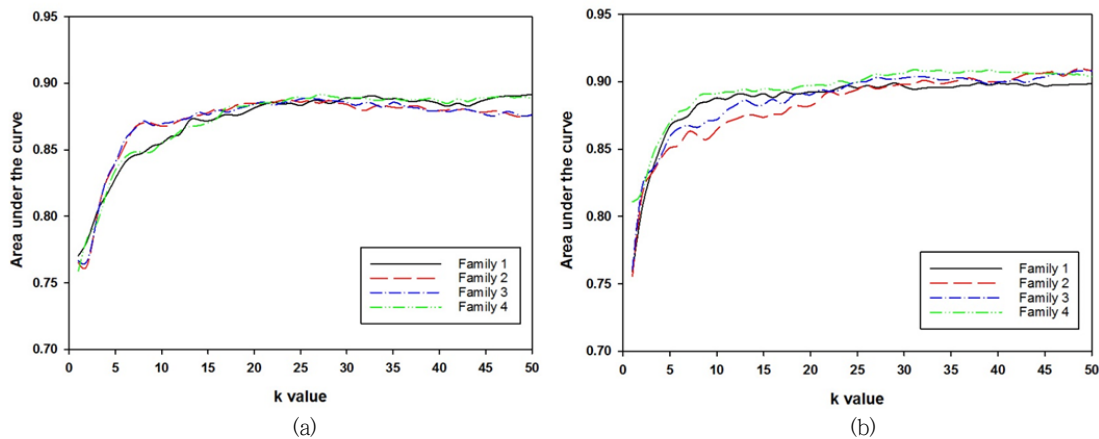 0.95
0.90
0.85
0.80
0.75
0.70
Area under the curve
0 5 10 15 20 25 30 35 40 45 50
k value
Family 1
Family 2
Family 3
Family 4
(a)
0.95
0.90
0.85
0.80
0.75
0.70
Area under the curve
0 5 10 15 20 25 30 35 40 45 50
k value
Family 1
Family 2
Family 3
Family 4
(b)